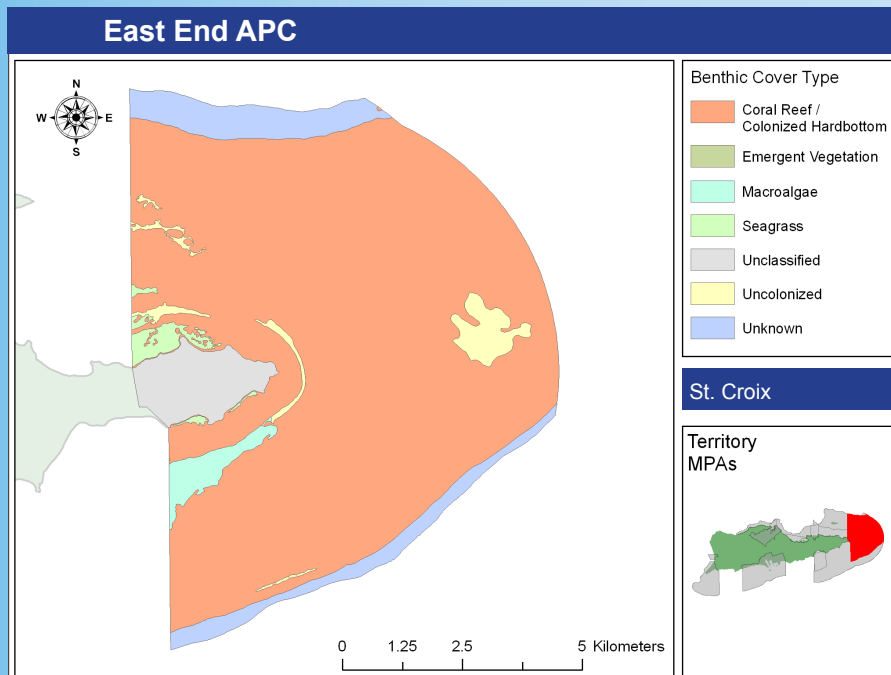 East End APC
N
W
E
S
Benthic Cover Type
Coral Reef /
Colonized Hardbottom
Emergent Vegetation
Macroalgae
Seagrass
Unclassified
Uncolonized
Unknown
St. Croix
Territory
MPAs
0 1.25 2.5 5 Kilometers